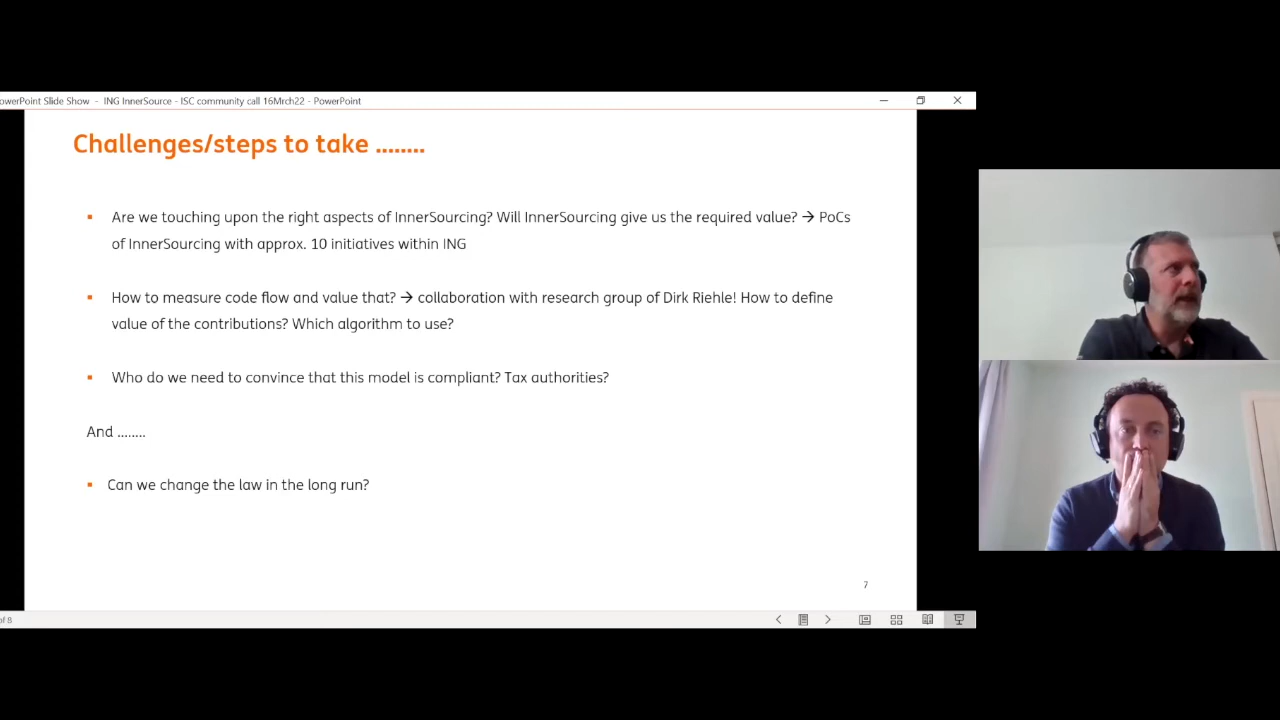 owerPoint Slide Show - ING InnerSource - ISC community call 16Mrch22 - PowerPoint
Challenges/steps to take ........
▪ Are we touching upon the right aspects of InnerSourcing? Will InnerSourcing give us the required value? → PoCs
of InnerSourcing with approx. 10 initiatives within ING
▪ How to measure code flow and value that? → collaboration with research group of Dirk Riehle! How to define
value of the contributions? Which algorithm to use?
▪ Who do we need to convince that this model is compliant? Tax authorities?
And ........
▪ Can we change the law in the long run?
7
of 8